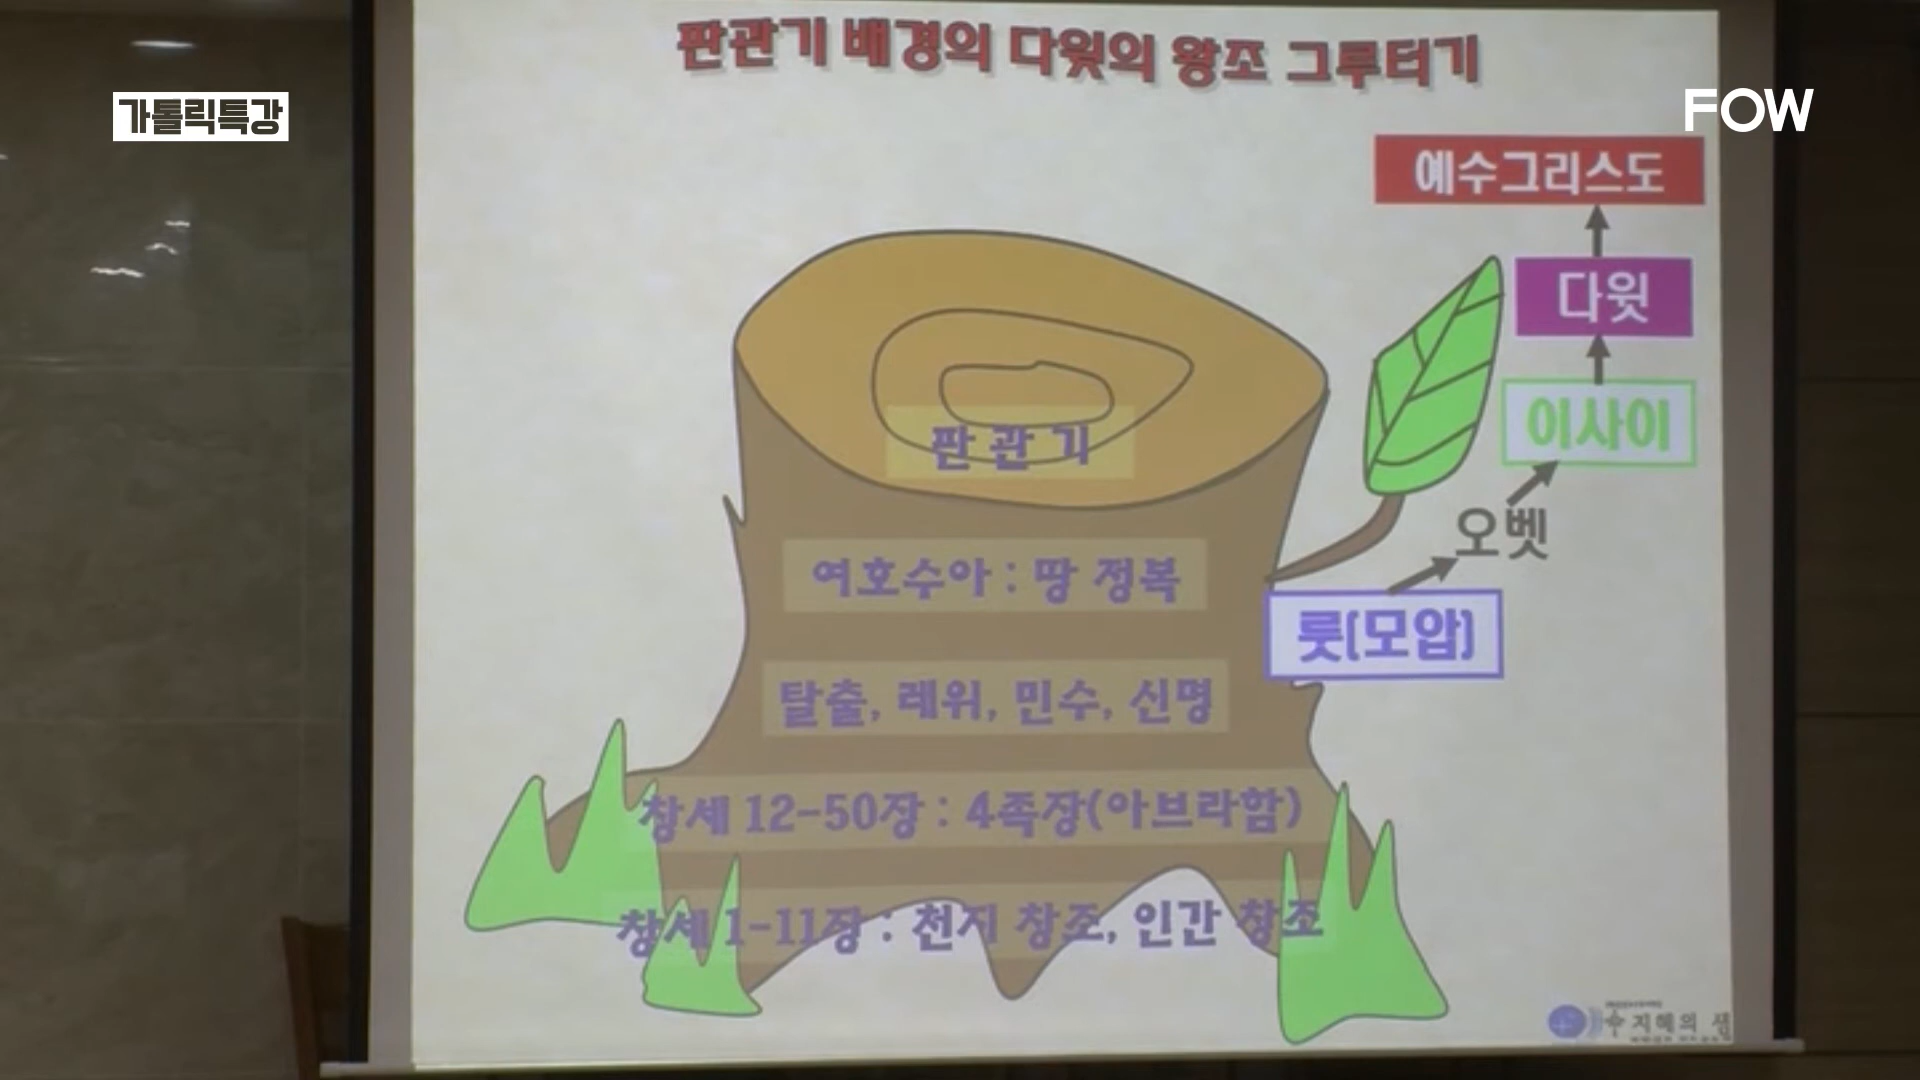 판관기 배경의 다윗의 왕조 그루터기
가톨릭특강
FOW
예수그리스도
다윗
이사이
오벳
룻(모압)
판 관 기
여호수아 : 땅 정복
탈출, 레위, 민수, 신명
창세 12-50장 : 4족장(아브라함)
창세 1-11장 : 천지 창조, 인간 창조
지혜의 샘